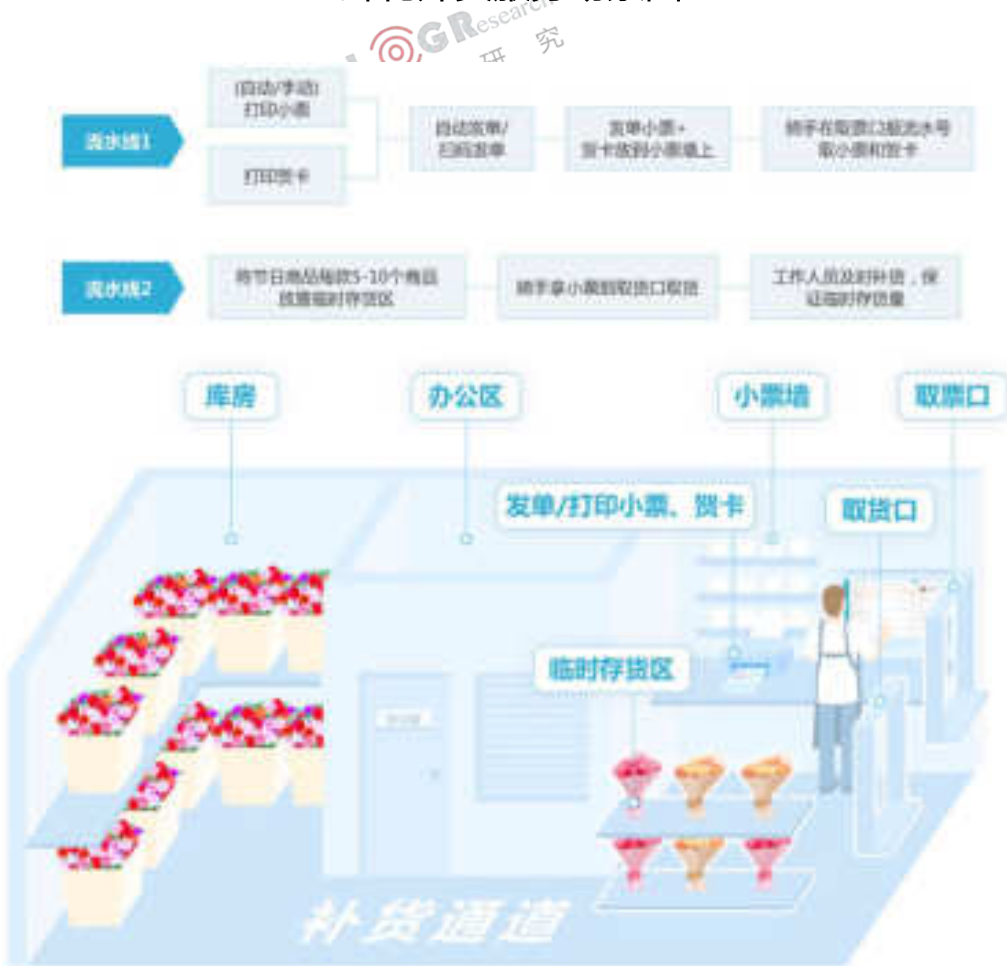 GResearch
研 究
流水线1
(自动/手动)
打印小票
打印贺卡
自动发单/
扫码发单
发单小票+
贺卡放到小票墙上
骑手在取票口报流水号
取小票和贺卡
流水线2
将节日商品每款5-10个商品
放置临时存货区
骑手拿小票到取货口取货
工作人员及时补货，保
证临时存货量
库房
办公区
小票墙
取票口
发单/打印小票、贺卡
取货口
临时存货区
补货通道